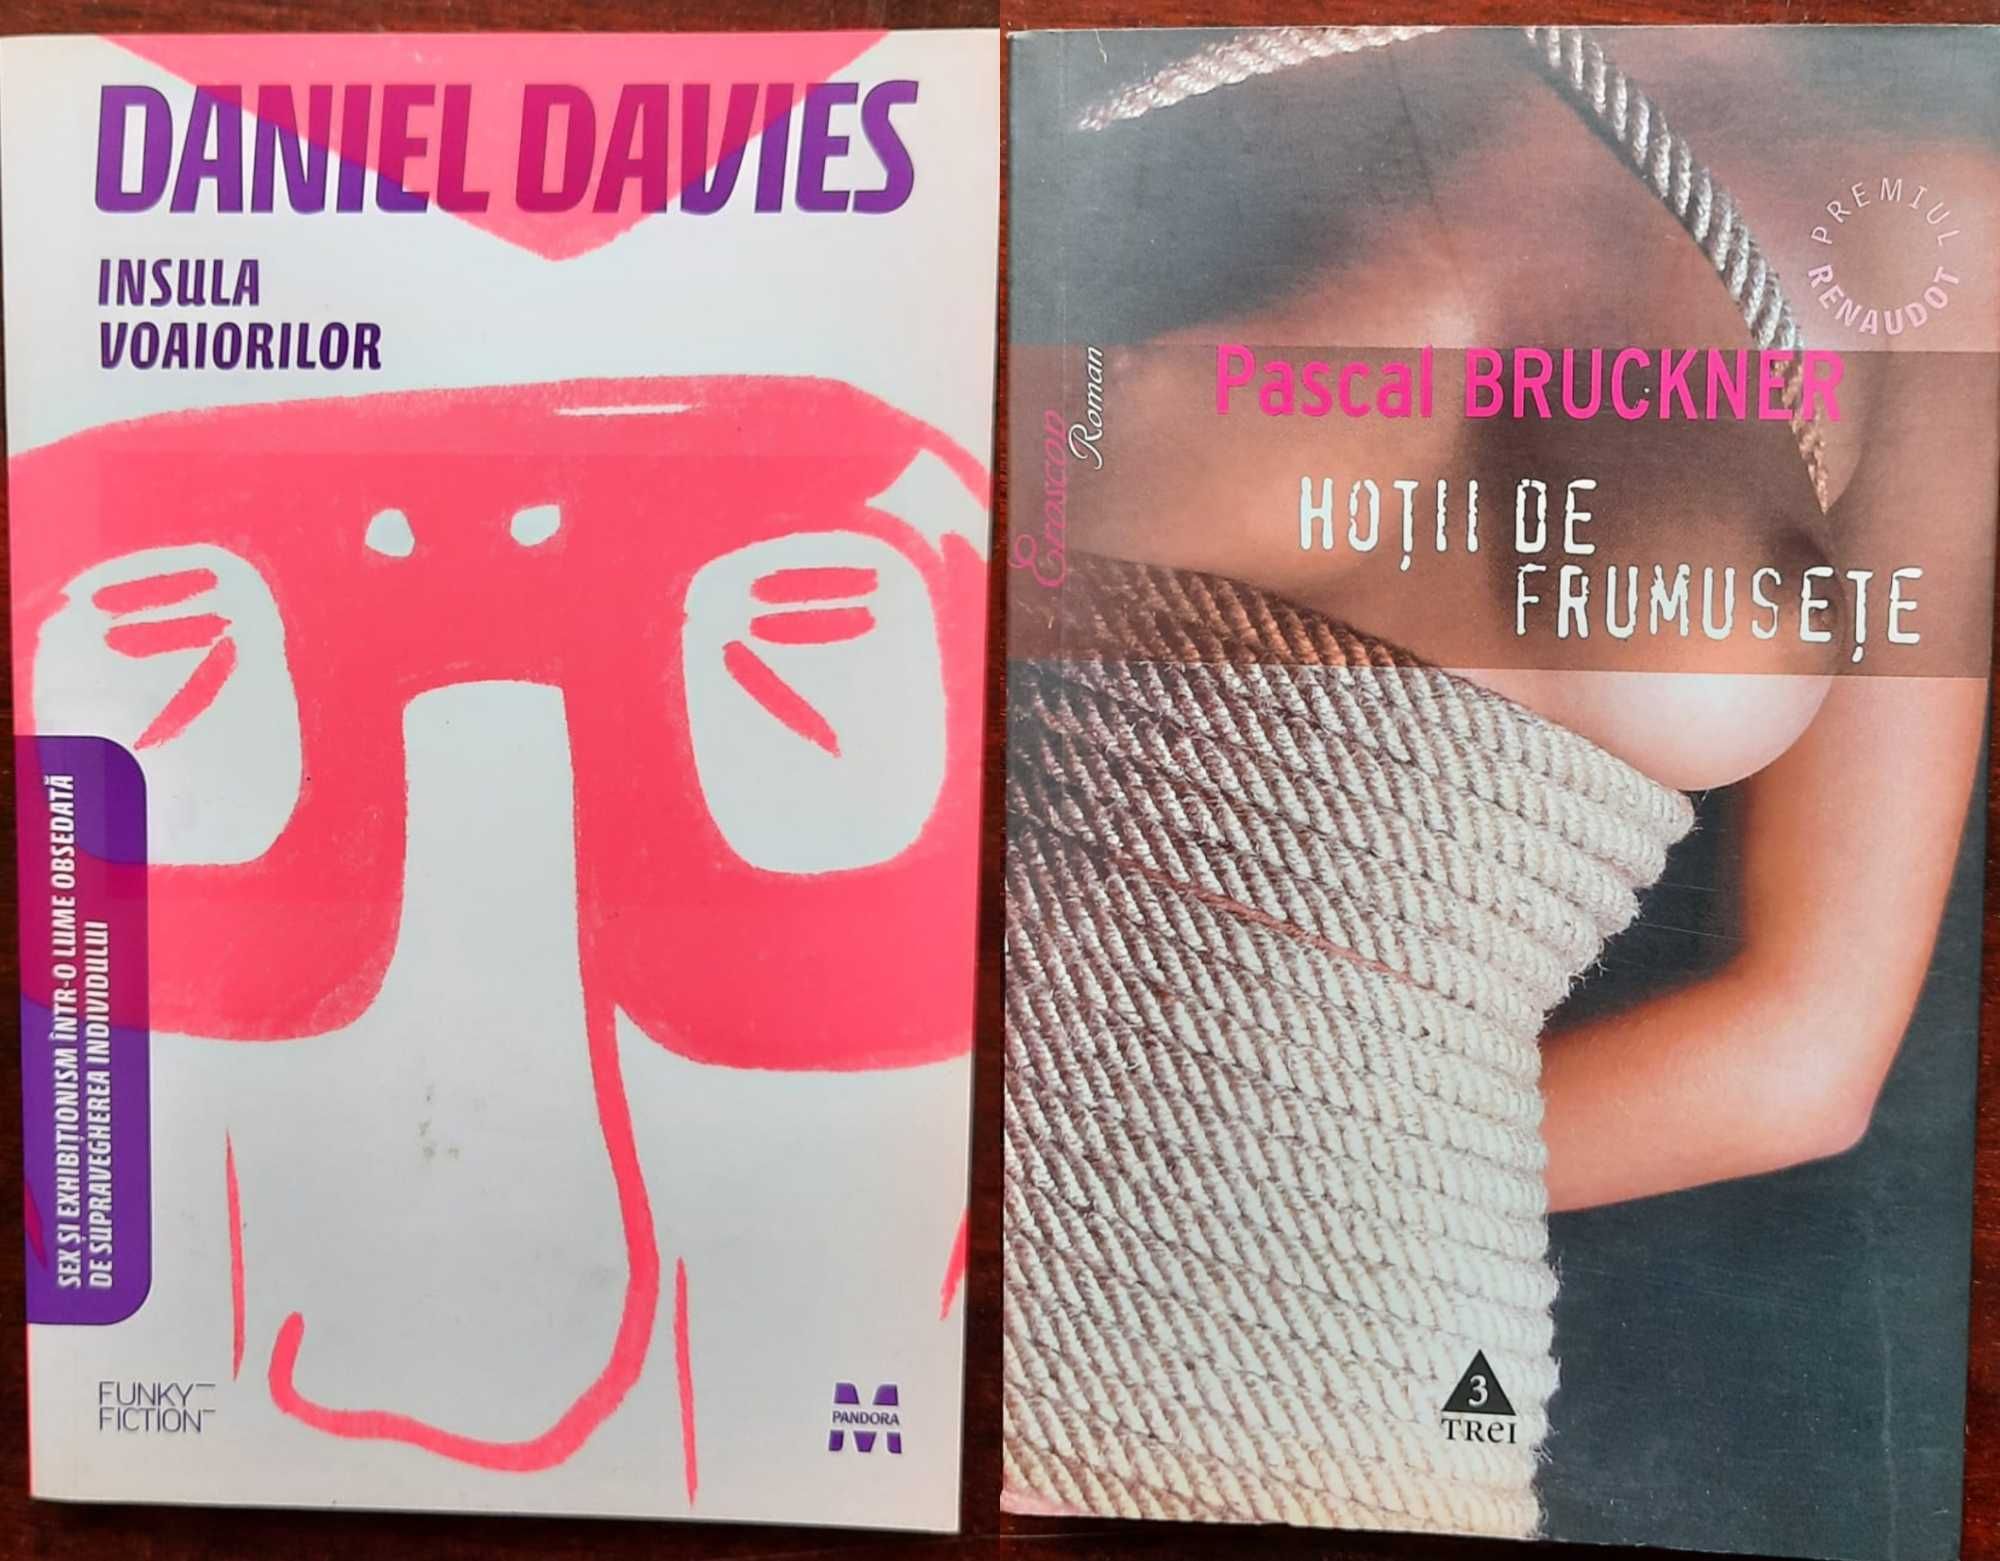 DANIEL DAVIES
INSULA
VOAIORILOR
SEX ȘI EXHIBIȚIONISM ÎNTR-O LUME OBSEDATĂ
DE SUPRAVEGHEREA INDIVIDULUI
FUNKY
FICTION
PANDORA
M
PREMIUL
RENAUDOT
Pascal BRUCKNER
Eroscop
Roman
HOȚII DE
FRUMUSEȚE
3
TREI